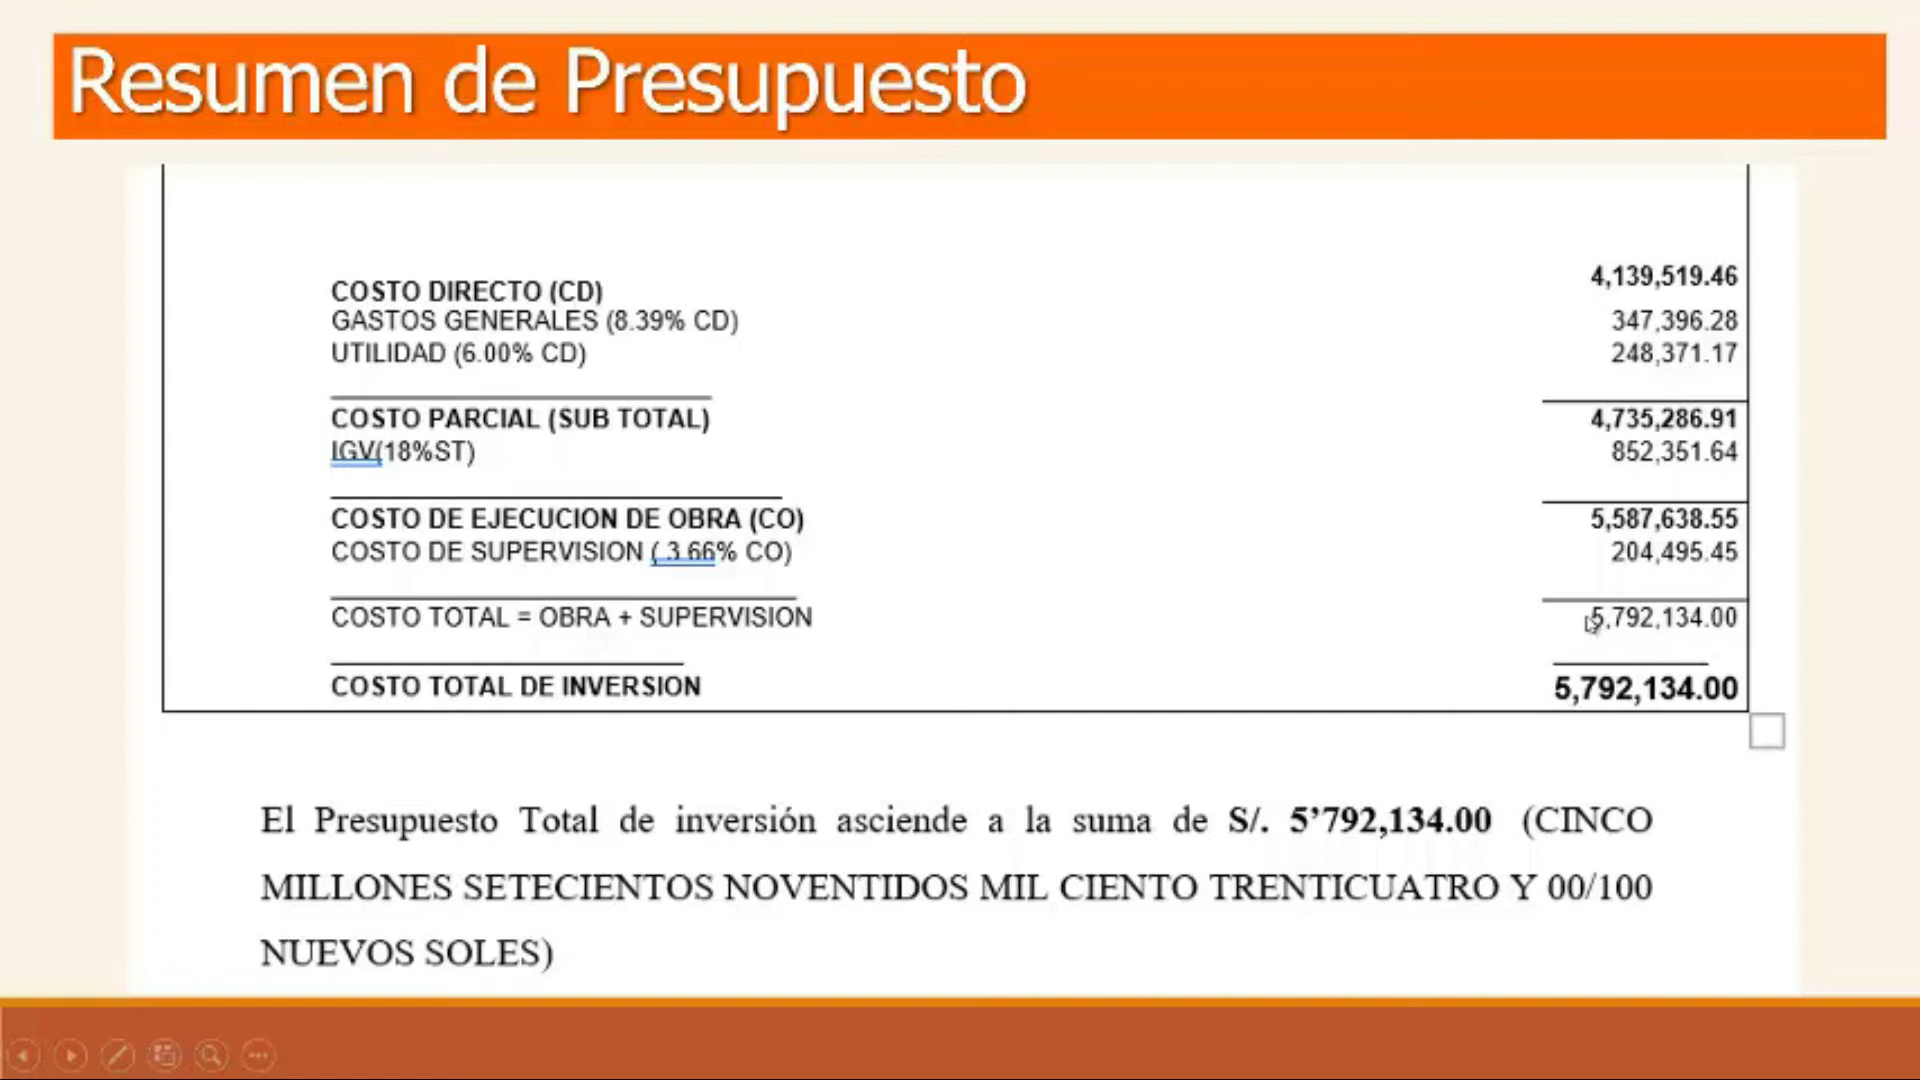 Resumen de Presupuesto
COSTO DIRECTO (CD) 4,139,519.46
GASTOS GENERALES (8.39% CD) 347,396.28
UTILIDAD (6.00% CD) 248,371.17
COSTO PARCIAL (SUB TOTAL) 4,735,286.91
IGV(18%ST) 852,351.64
COSTO DE EJECUCION DE OBRA (CO) 5,587,638.55
COSTO DE SUPERVISION ( 3.66% CO) 204,495.45
COSTO TOTAL = OBRA + SUPERVISION 5,792,134.00
COSTO TOTAL DE INVERSION 5,792,134.00
El Presupuesto Total de inversión asciende a la suma de S/. 5’792,134.00 (CINCO
MILLONES SETECIENTOS NOVENTIDOS MIL CIENTO TRENTICUATRO Y 00/100
NUEVOS SOLES)